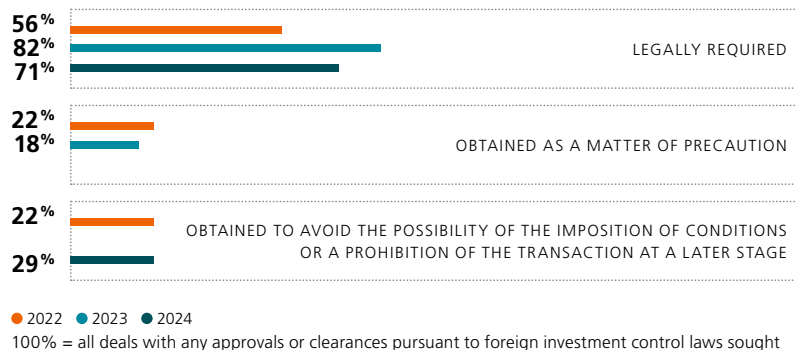 56%
82%
71%
LEGALLY REQUIRED
22%
18%
OBTAINED AS A MATTER OF PRECAUTION
22%
29%
OBTAINED TO AVOID THE POSSIBILITY OF THE IMPOSITION OF CONDITIONS
OR A PROHIBITION OF THE TRANSACTION AT A LATER STAGE
2022 2023 2024
100% = all deals with any approvals or clearances pursuant to foreign investment control laws sought